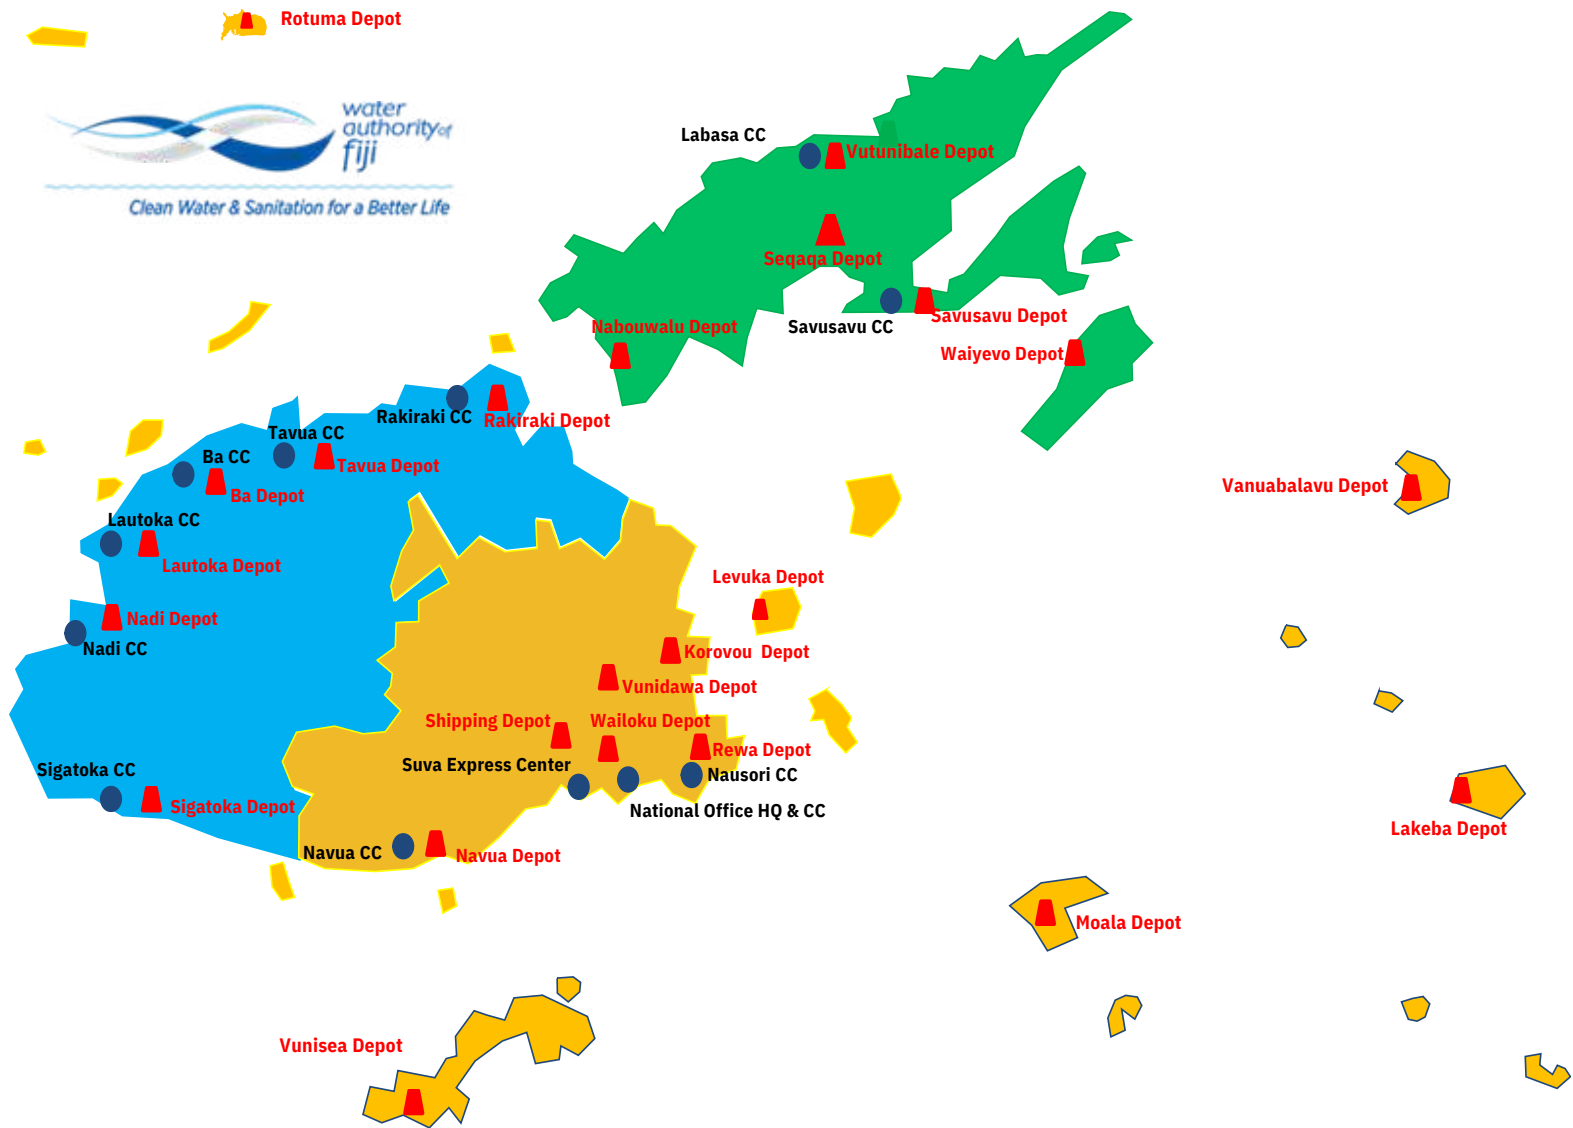 Rotuma Depot
water
authority of
fiji
Clean Water & Sanitation for a Better Life
Labasa CC
Vutunibale Depot
Seqaqa Depot
Savusavu CC
Savusavu Depot
Nabouwalu Depot
Waiyevo Depot
Rakiraki CC
Rakiraki Depot
Tavua CC
Tavua Depot
Ba CC
Ba Depot
Lautoka CC
Lautoka Depot
Nadi Depot
Nadi CC
Vanuabalavu Depot
Levuka Depot
Korovou  Depot
Vunidawa Depot
Shipping Depot
Wailoku Depot
Rewa Depot
Suva Express Center
Nausori CC
National Office HQ & CC
Sigatoka CC
Sigatoka Depot
Navua CC
Navua Depot
Lakeba Depot
Moala Depot
Vunisea Depot